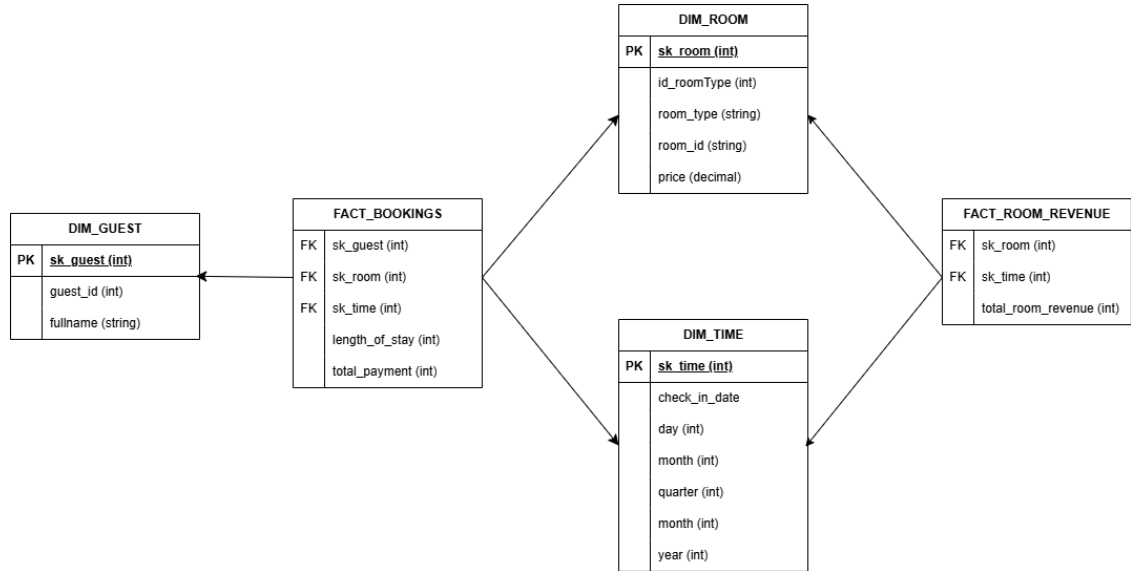 DIM_ROOM
PK sk_room (int)
id_roomType (int)
room_type (string)
room_id (string)
price (decimal)
DIM_GUEST
PK sk_guest (int)
guest_id (int)
fullname (string)
FACT_BOOKINGS
FK sk_guest (int)
FK sk_room (int)
FK sk_time (int)
length_of_stay (int)
total_payment (int)
FACT_ROOM_REVENUE
FK sk_room (int)
FK sk_time (int)
total_room_revenue (int)
DIM_TIME
PK sk_time (int)
check_in_date
day (int)
month (int)
quarter (int)
month (int)
year (int)